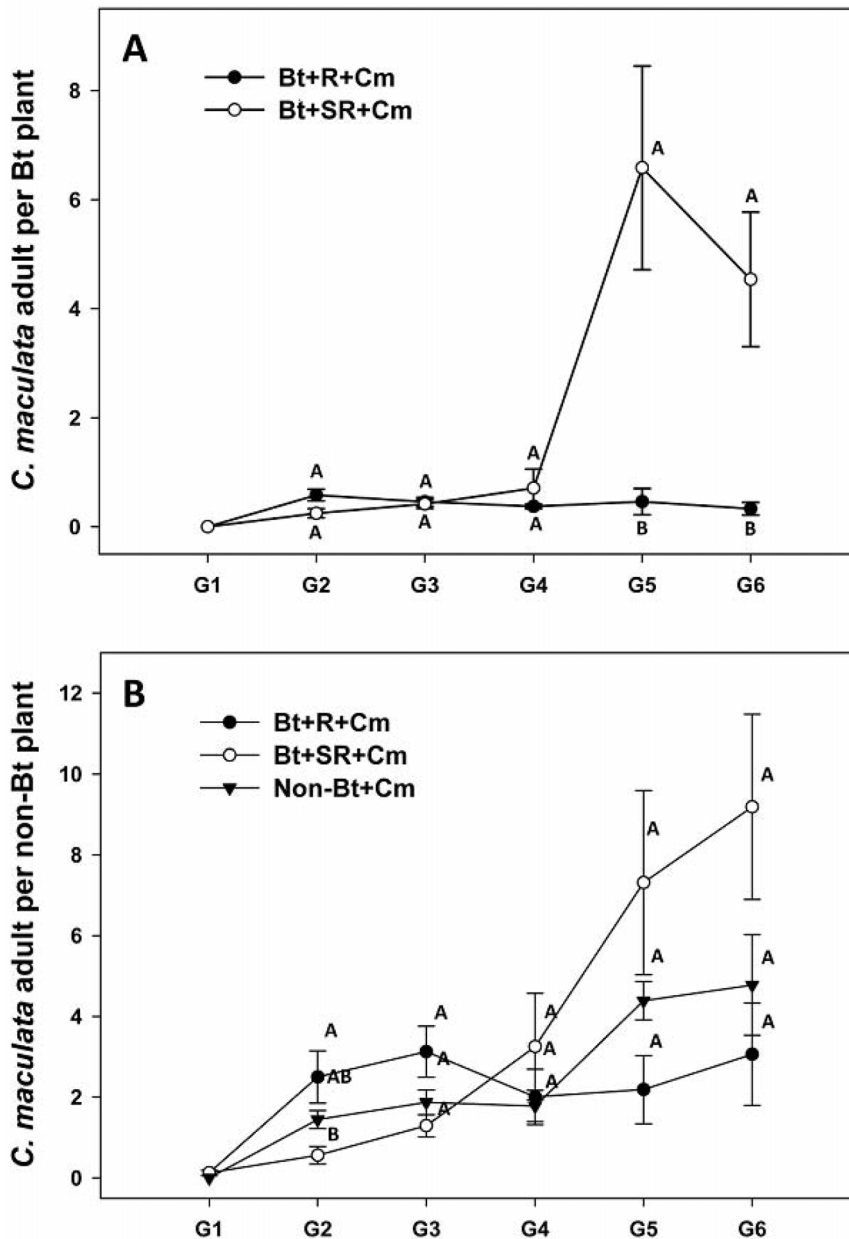 A
Bt+R+Cm
Bt+SR+Cm
C. maculata adult per Bt plant
8
6
4
2
0
A
A
A
A
A
A
A
A
B
B
G1 G2 G3 G4 G5 G6
B
Bt+R+Cm
Bt+SR+Cm
Non-Bt+Cm
C. maculata adult per non-Bt plant
12
10
8
6
4
2
0
A
AB
B
A
A
A
A
A
A
A
A
A
A
A
A
G1 G2 G3 G4 G5 G6